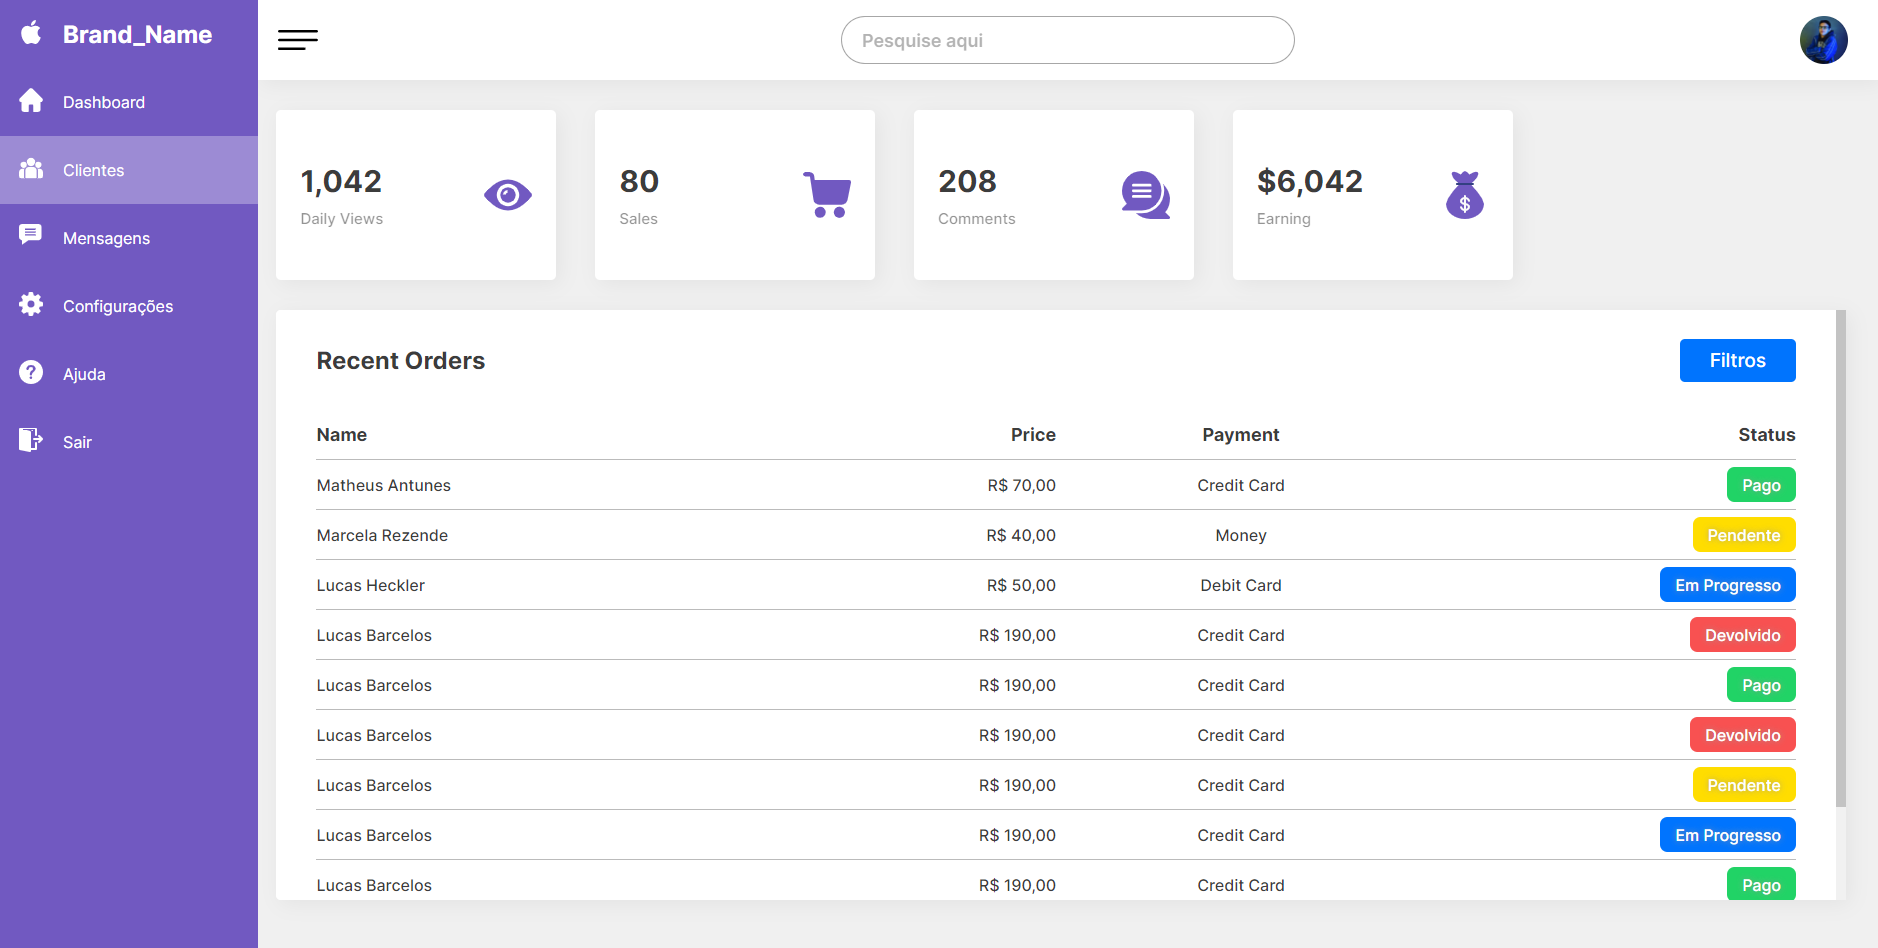 Brand_Name
Dashboard
Clientes
Mensagens
Configurações
Ajuda
Sair
Pesquise aqui
1,042
Daily Views
80
Sales
208
Comments
$6,042
Earning
Recent Orders
Filtros
Name Price Payment Status
Matheus Antunes R$ 70,00 Credit Card Pago
Marcela Rezende R$ 40,00 Money Pendente
Lucas Heckler R$ 50,00 Debit Card Em Progresso
Lucas Barcelos R$ 190,00 Credit Card Devolvido
Lucas Barcelos R$ 190,00 Credit Card Pago
Lucas Barcelos R$ 190,00 Credit Card Devolvido
Lucas Barcelos R$ 190,00 Credit Card Pendente
Lucas Barcelos R$ 190,00 Credit Card Em Progresso
Lucas Barcelos R$ 190,00 Credit Card Pago